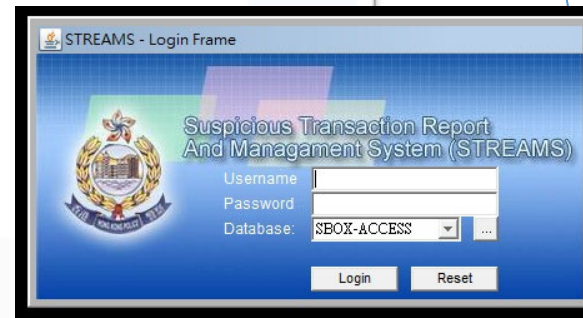 STREAMS - Login Frame
Suspicious Transaction Report
And Managament System (STREAMS)
Username
Password
Database: SBOX-ACCESS ...
Login Reset